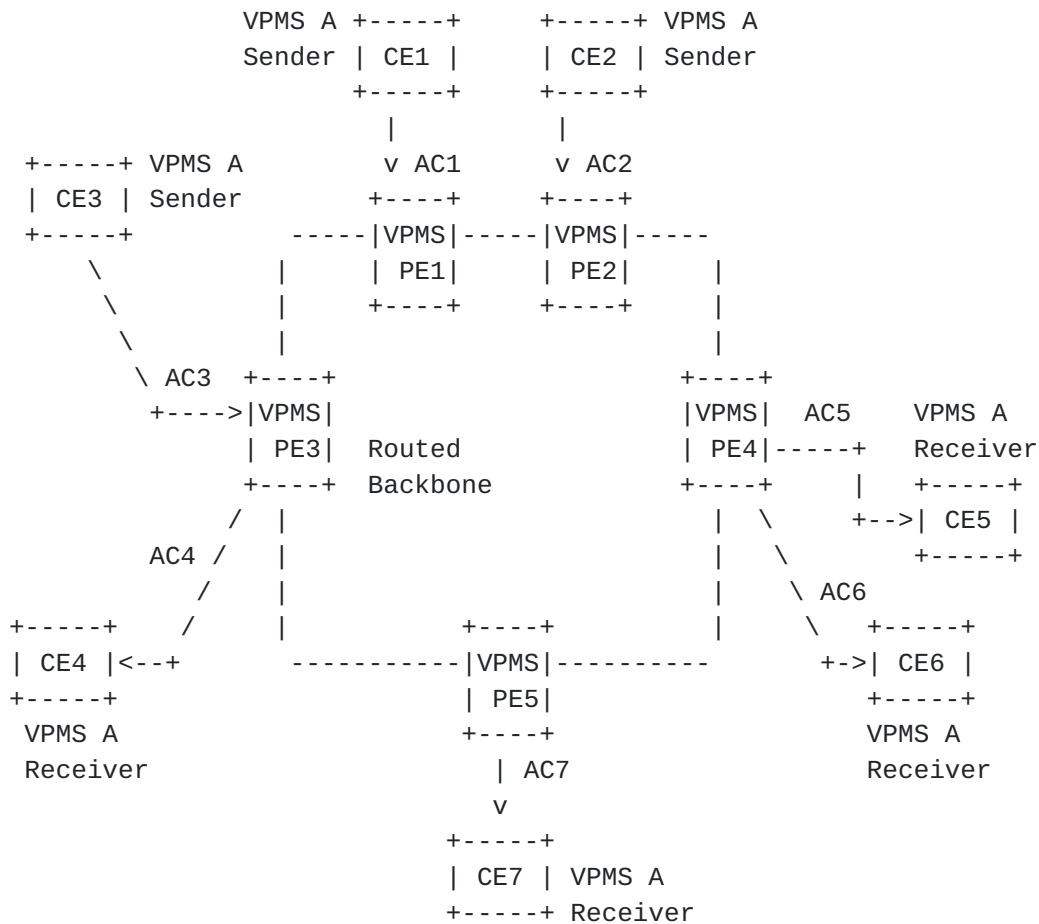 VPMS A +-----+     +-----+ VPMS A
Sender | CE1 |     | CE2 | Sender
+-----+     +-----+
|          |
+-----+ VPMS A         v AC1      v AC2
| CE3 | Sender        +----+     +----+
+-----+          -----|VPMS|-----|VPMS|-----
\           |     | PE1|     | PE2|     |
\          |     +----+     +----+     |
\         |                           |
\ AC3  +----+                      +----+
+---->|VPMS|                      |VPMS|  AC5    VPMS A
| PE3|  Routed              | PE4|-----+   Receiver
+----+  Backbone            +----+     |   +-----+
/  |                           |  \     +-->| CE5 |
AC4 /   |                           |   \        +-----+
/    |                           |    \ AC6
+-----+    /     |           +----+          |     \   +-----+
| CE4 |<--+       -----------|VPMS|----------       +->| CE6 |
+-----+                      | PE5|                    +-----+
VPMS A                      +----+                    VPMS A
Receiver                      | AC7                   Receiver
v
+-----+
| CE7 | VPMS A
+-----+ Receiver